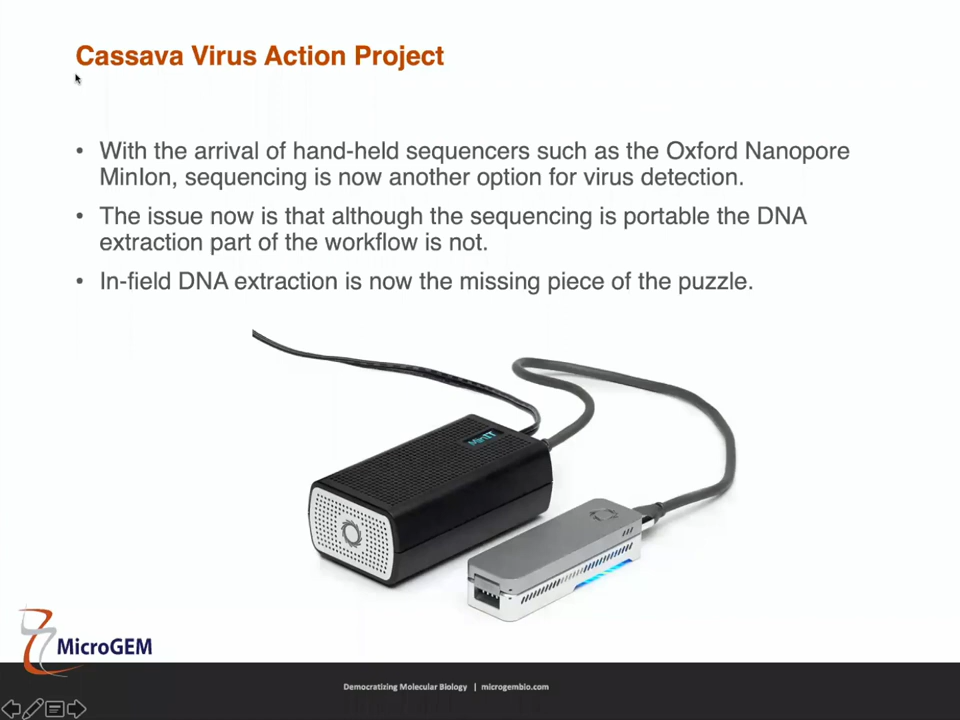 Cassava Virus Action Project
• With the arrival of hand-held sequencers such as the Oxford Nanopore
MinIon, sequencing is now another option for virus detection.
• The issue now is that although the sequencing is portable the DNA
extraction part of the workflow is not.
• In-field DNA extraction is now the missing piece of the puzzle.
MinIT
MicroGEM
Democratizing Molecular Biology | microgembio.com